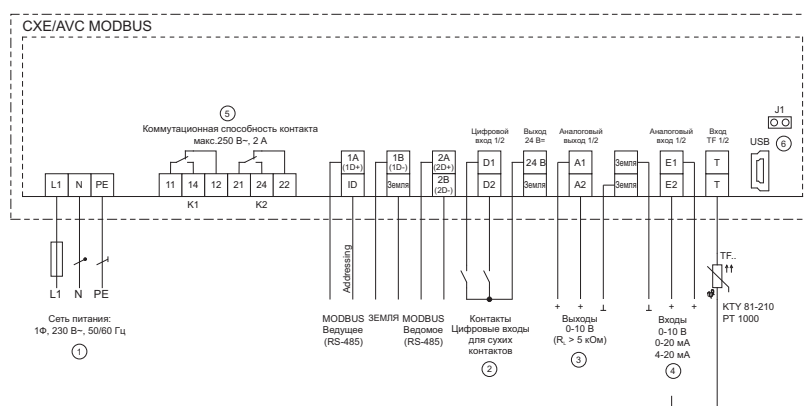 CXE/AVC MODBUS
5
Коммутационная способность контакта
макс.250 В~, 2 А
J1
USB
6
Цифровой
вход 1/2
Выход
24 В=
Аналоговый
выход 1/2
Аналоговый
вход 1/2
Вход
TF 1/2
L1 N PE
11 14 12 21 24 22
K1 K2
1A
(1D+)
ID
1B
(1D-)
Земля
2A
(2D+)
2B
(2D-)
D1
D2
24 В
Земля
A1
A2
Земля
Земля
E1
E2
T
T
Addressing
TF..
L1 N PE
Сеть питания:
1Ф, 230 В~, 50/60 Гц
1
MODBUS
Ведущее
(RS-485)
ЗЕМЛЯ
MODBUS
Ведомое
(RS-485)
Контакты
Цифровые входы
для сухих
контактов
2
+ + ⊥
Выходы
0-10 В
(RL > 5 кОм)
3
⊥ + +
Входы
0-10 В
0-20 мА
4-20 мА
4
KTY 81-210
PT 1000